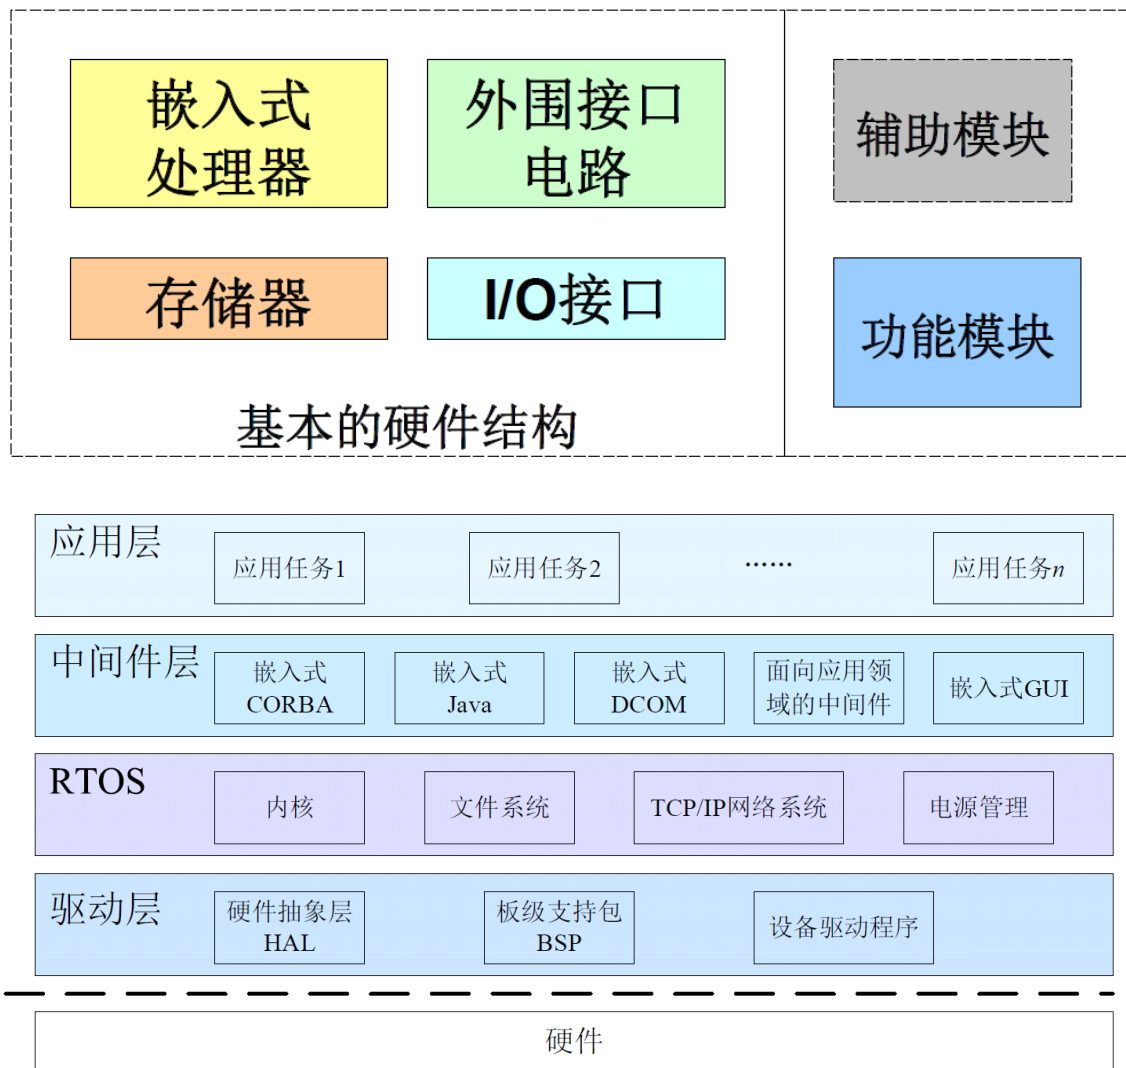 嵌入式
处理器
外围接口
电路
辅助模块
存储器
I/O接口
功能模块
基本的硬件结构
应用层
应用任务1
应用任务2
······
应用任务n
中间件层
嵌入式
CORBA
嵌入式
Java
嵌入式
DCOM
面向应用领
域的中间件
嵌入式GUI
RTOS
内核
文件系统
TCP/IP网络系统
电源管理
驱动层
硬件抽象层
HAL
板级支持包
BSP
设备驱动程序
硬件